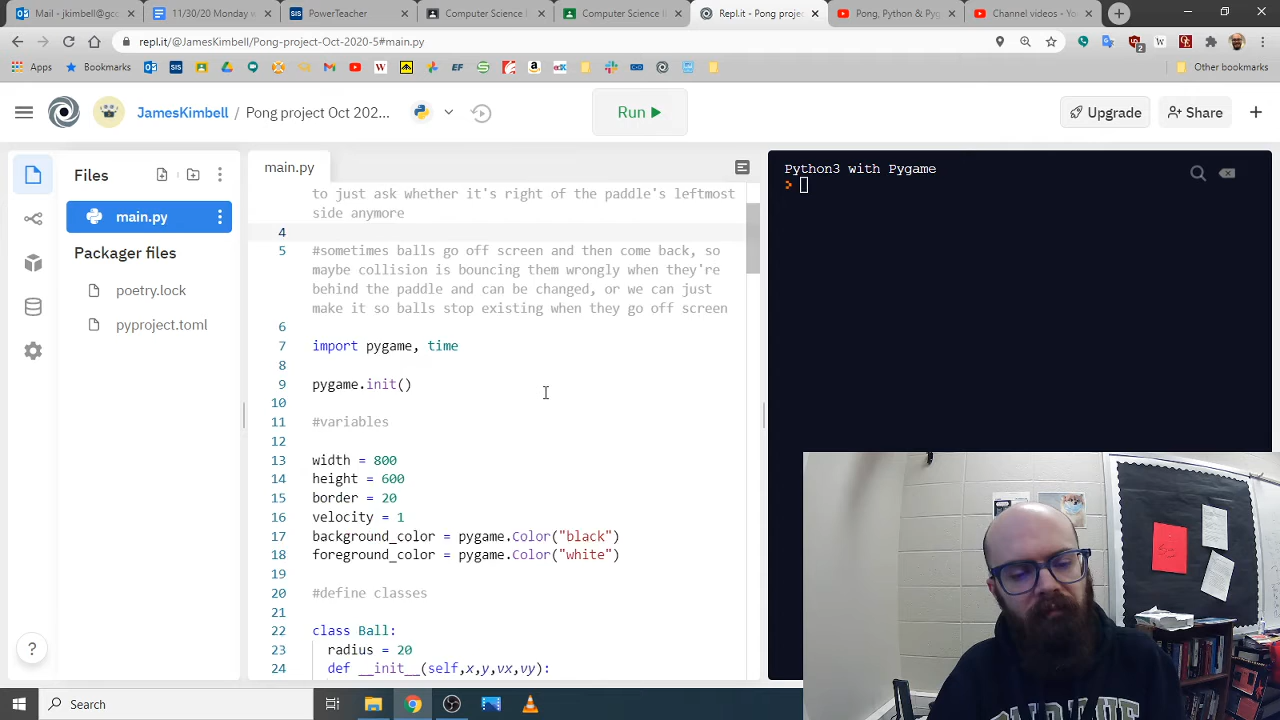 Mail - jkimbell@gcc
11/30/20 Monday w
PowerTeacher
Computer Science I
Computer Science I
Repl.it - Pong proje
Pong, Python & Pyg
Channel videos - Yo
repl.it/@JamesKimbell/Pong-project-Oct-2020-5#main.py
Apps
Bookmarks
Other bookmarks
JamesKimbell / Pong project Oct 202...
Run
Upgrade
Share
Files
main.py
Packager files
poetry.lock
pyproject.toml
main.py
to just ask whether it's right of the paddle's leftmost
side anymore
4
5 #sometimes balls go off screen and then come back, so
maybe collision is bouncing them wrongly when they're
behind the paddle and can be changed, or we can just
make it so balls stop existing when they go off screen
6
7 import pygame, time
8
9 pygame.init()
10
11 #variables
12
13 width = 800
14 height = 600
15 border = 20
16 velocity = 1
17 background_color = pygame.Color("black")
18 foreground_color = pygame.Color("white")
19
20 #define classes
21
22 class Ball:
23 radius = 20
24 def __init__(self,x,y,vx,vy):
Python3 with Pygame
>
?
Search